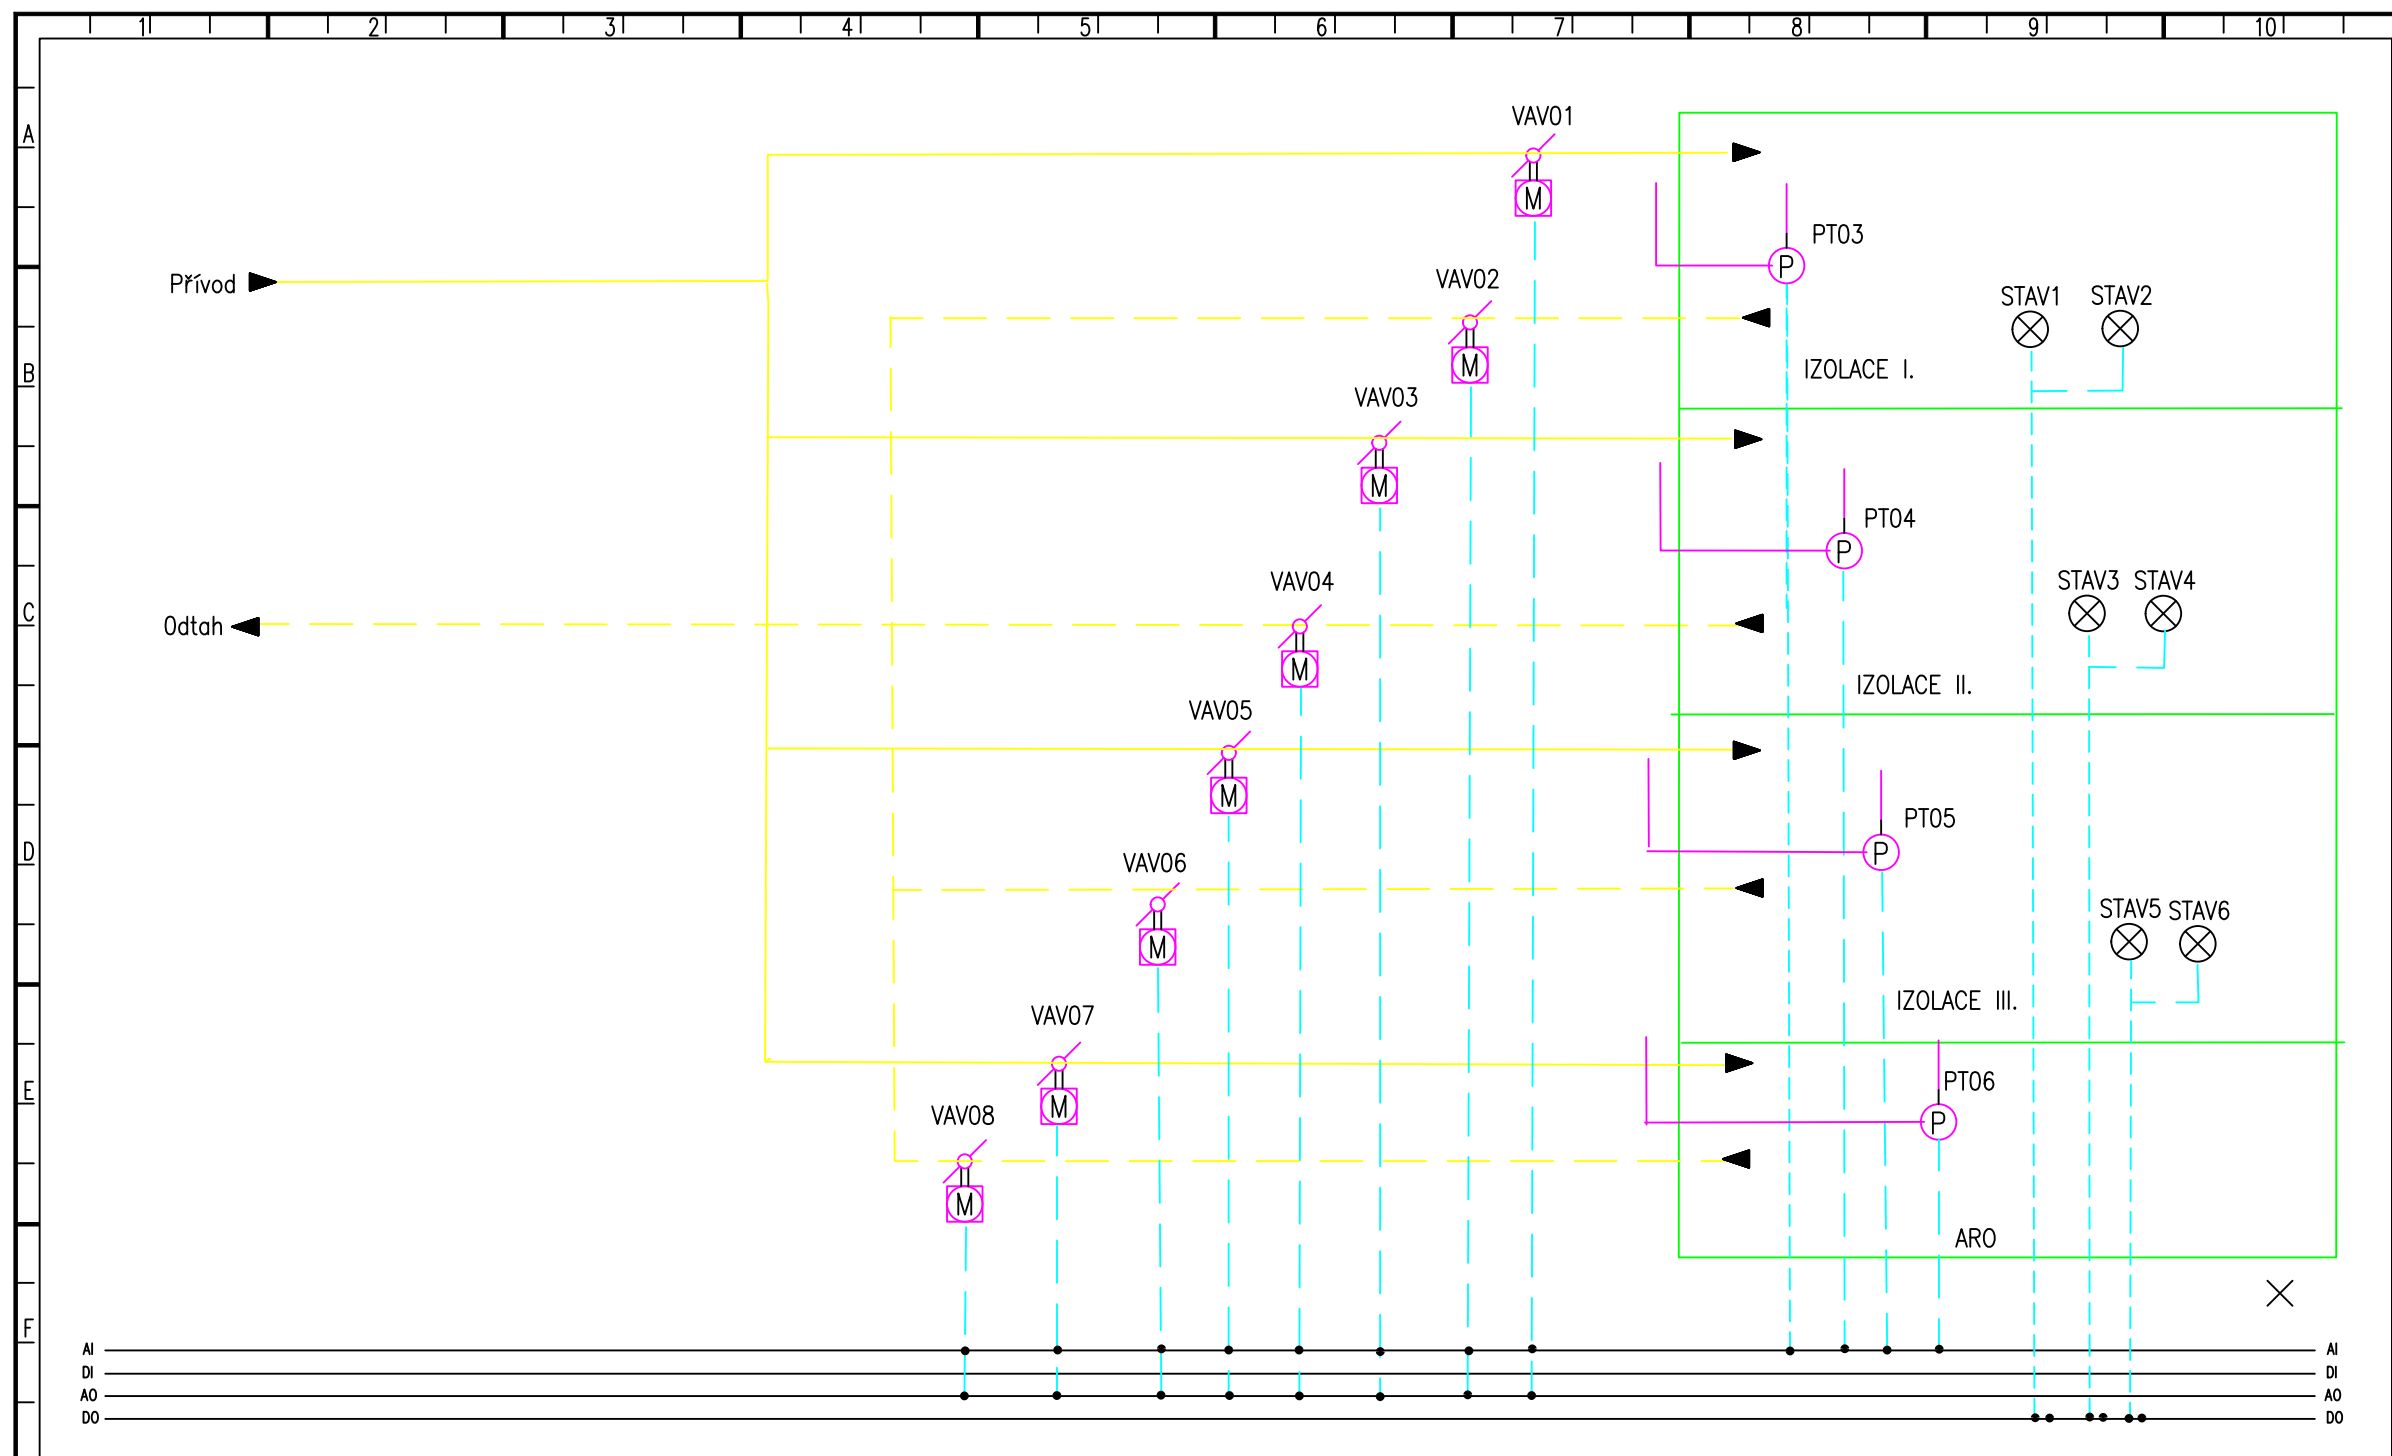 1 2 3 4 5 6 7 8 9 10
A
VAV01
M
PT03
P
Přívod
VAV02
M
STAV1 STAV2
B
IZOLACE I.
VAV03
M
PT04
P
VAV04
M
STAV3 STAV4
C
Odtah
IZOLACE II.
VAV05
M
PT05
P
D
VAV06
M
STAV5 STAV6
IZOLACE III.
VAV07
M
PT06
P
E
VAV08
M
ARO
F
AI AI
DI DI
AO AO
DO DO